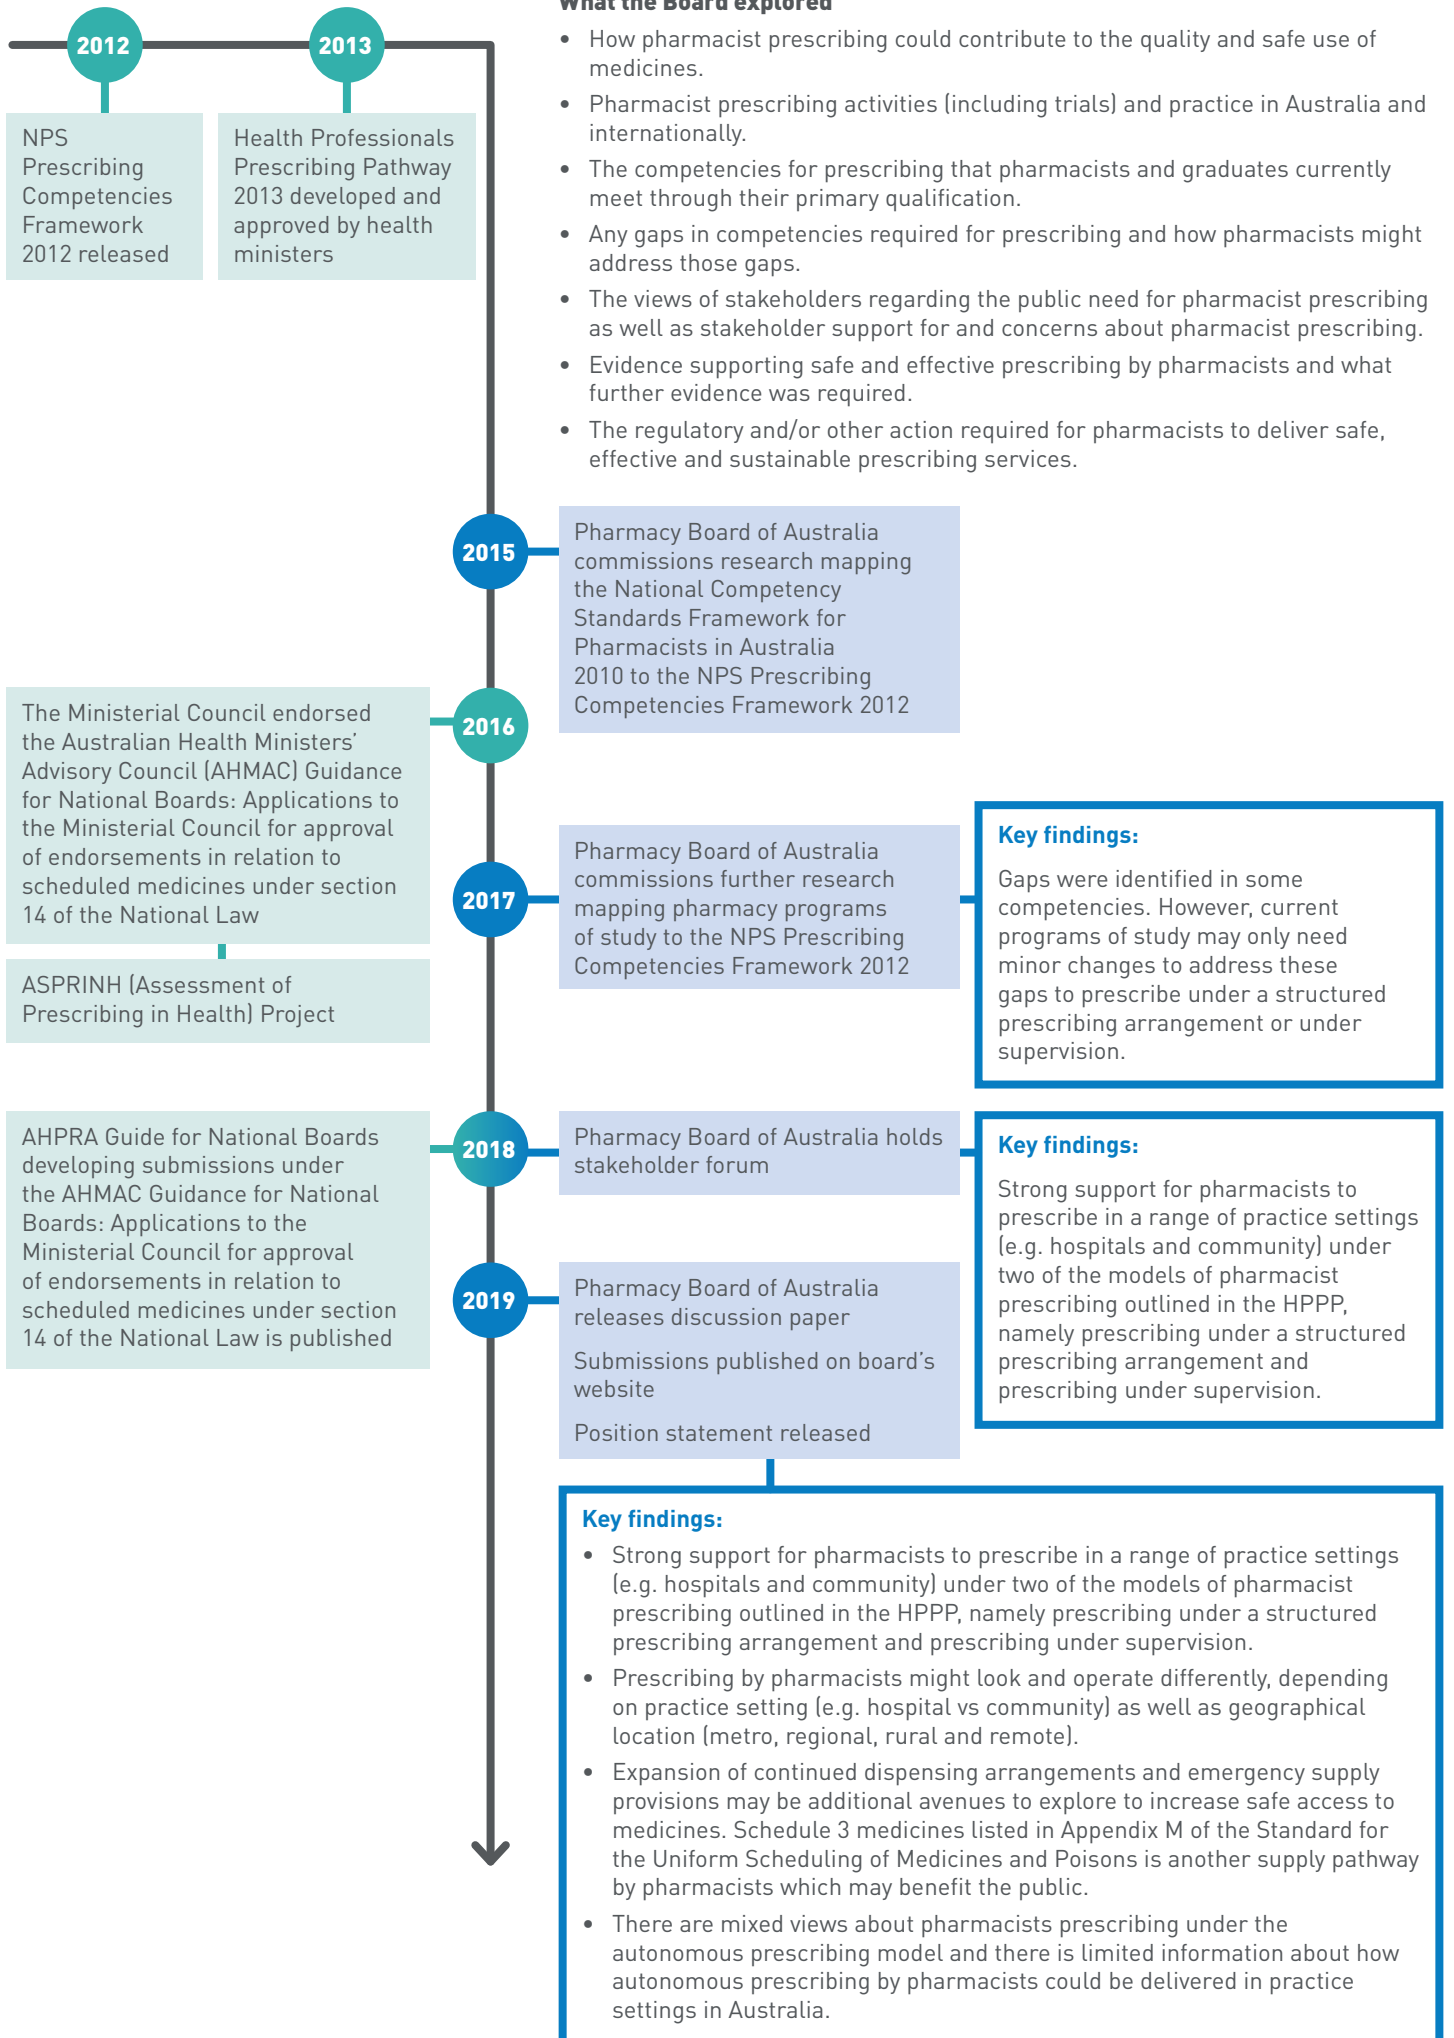 What the Board explored
2012
2013
NPS
Prescribing
Competencies
Framework
2012 released
Health Professionals
Prescribing Pathway
2013 developed and
approved by health
ministers
• How pharmacist prescribing could contribute to the quality and safe use of
medicines.
• Pharmacist prescribing activities (including trials) and practice in Australia and
internationally.
• The competencies for prescribing that pharmacists and graduates currently
meet through their primary qualification.
• Any gaps in competencies required for prescribing and how pharmacists might
address those gaps.
• The views of stakeholders regarding the public need for pharmacist prescribing
as well as stakeholder support for and concerns about pharmacist prescribing.
• Evidence supporting safe and effective prescribing by pharmacists and what
further evidence was required.
• The regulatory and/or other action required for pharmacists to deliver safe,
effective and sustainable prescribing services.
2015
Pharmacy Board of Australia
commissions research mapping
the National Competency
Standards Framework for
Pharmacists in Australia
2010 to the NPS Prescribing
Competencies Framework 2012
2016
The Ministerial Council endorsed
the Australian Health Ministers’
Advisory Council (AHMAC) Guidance
for National Boards: Applications to
the Ministerial Council for approval
of endorsements in relation to
scheduled medicines under section
14 of the National Law
ASPRINH (Assessment of
Prescribing in Health) Project
2017
Pharmacy Board of Australia
commissions further research
mapping pharmacy programs
of study to the NPS Prescribing
Competencies Framework 2012
Key findings:
Gaps were identified in some
competencies. However, current
programs of study may only need
minor changes to address these
gaps to prescribe under a structured
prescribing arrangement or under
supervision.
2018
AHPRA Guide for National Boards
developing submissions under
the AHMAC Guidance for National
Boards: Applications to the
Ministerial Council for approval
of endorsements in relation to
scheduled medicines under section
14 of the National Law is published
Pharmacy Board of Australia holds
stakeholder forum
Key findings:
Strong support for pharmacists to
prescribe in a range of practice settings
(e.g. hospitals and community) under
two of the models of pharmacist
prescribing outlined in the HPPP,
namely prescribing under a structured
prescribing arrangement and
prescribing under supervision.
2019
Pharmacy Board of Australia
releases discussion paper
Submissions published on board’s
website
Position statement released
Key findings:
• Strong support for pharmacists to prescribe in a range of practice settings
(e.g. hospitals and community) under two of the models of pharmacist
prescribing outlined in the HPPP, namely prescribing under a structured
prescribing arrangement and prescribing under supervision.
• Prescribing by pharmacists might look and operate differently, depending
on practice setting (e.g. hospital vs community) as well as geographical
location (metro, regional, rural and remote).
• Expansion of continued dispensing arrangements and emergency supply
provisions may be additional avenues to explore to increase safe access to
medicines. Schedule 3 medicines listed in Appendix M of the Standard for
the Uniform Scheduling of Medicines and Poisons is another supply pathway
by pharmacists which may benefit the public.
• There are mixed views about pharmacists prescribing under the
autonomous prescribing model and there is limited information about how
autonomous prescribing by pharmacists could be delivered in practice
settings in Australia.